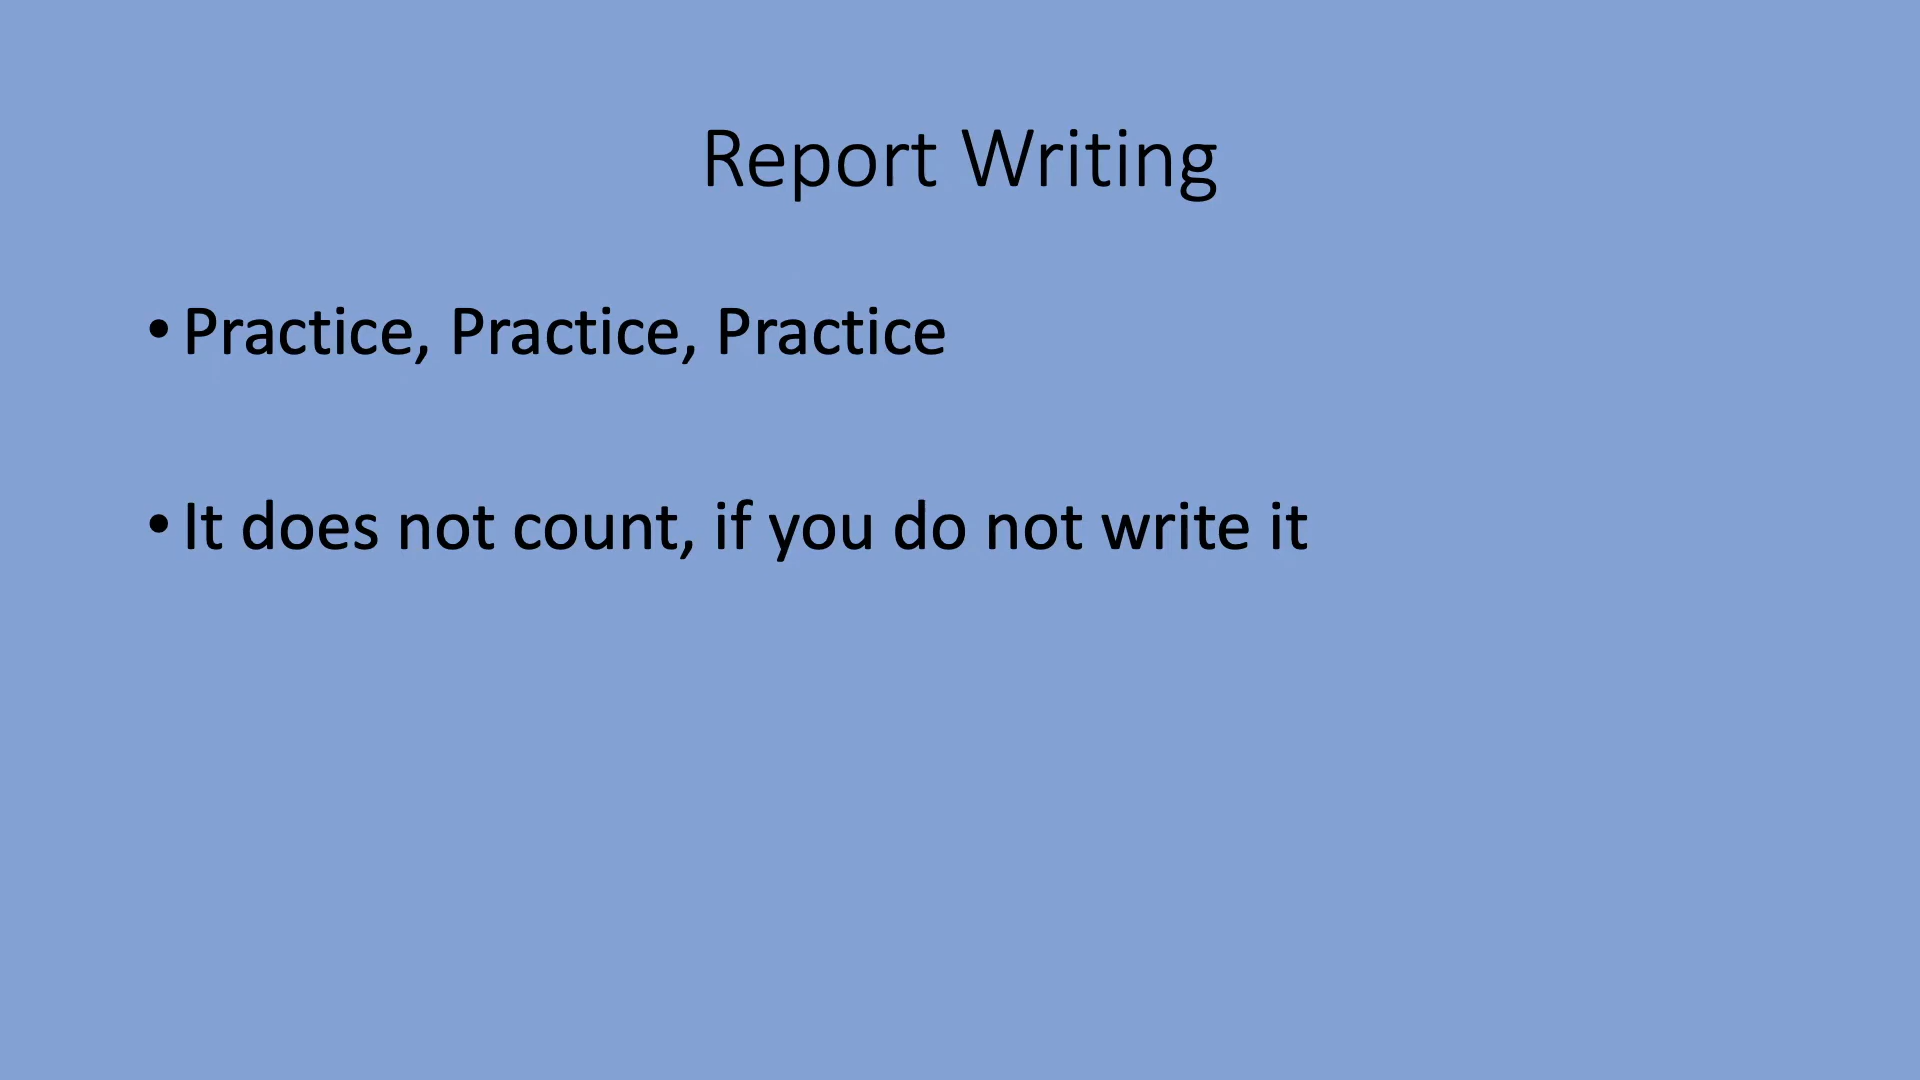 Report Writing
• Practice, Practice, Practice
• It does not count, if you do not write it